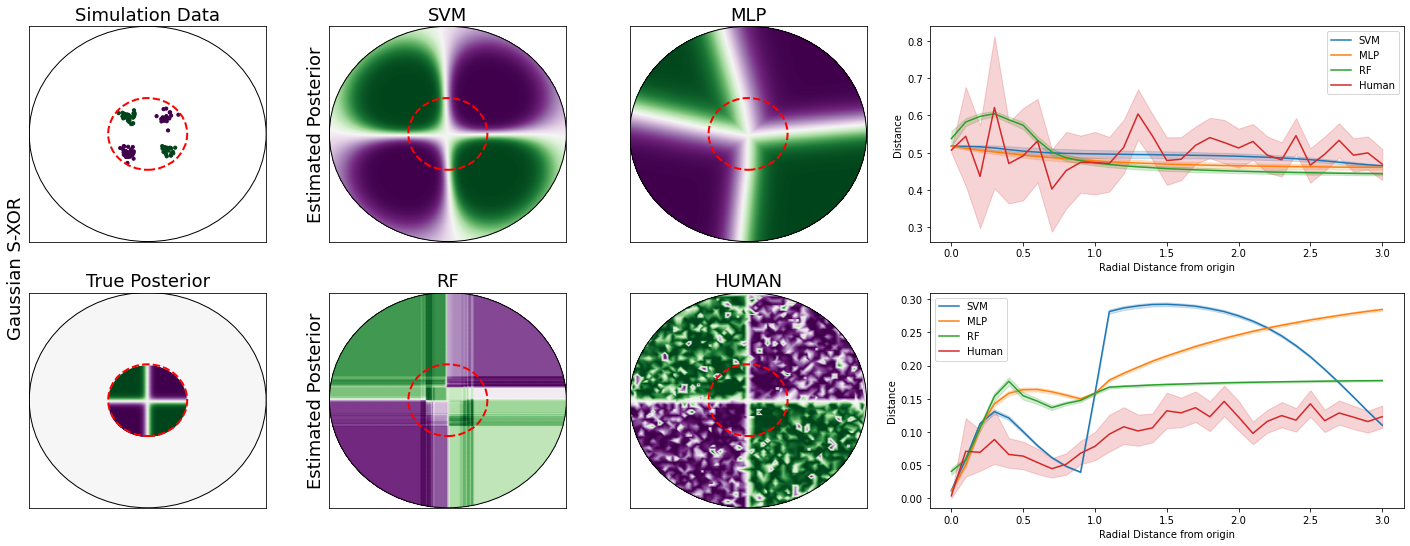 Gaussian S-XOR
Simulation Data
Estimated Posterior
SVM
MLP
Distance
0.8
0.7
0.6
0.5
0.4
0.3
SVM
MLP
RF
Human
0.0 0.5 1.0 1.5 2.0 2.5 3.0
Radial Distance from origin
True Posterior
Estimated Posterior
RF
HUMAN
Distance
0.30
0.25
0.20
0.15
0.10
0.05
0.00
SVM
MLP
RF
Human
0.0 0.5 1.0 1.5 2.0 2.5 3.0
Radial Distance from origin